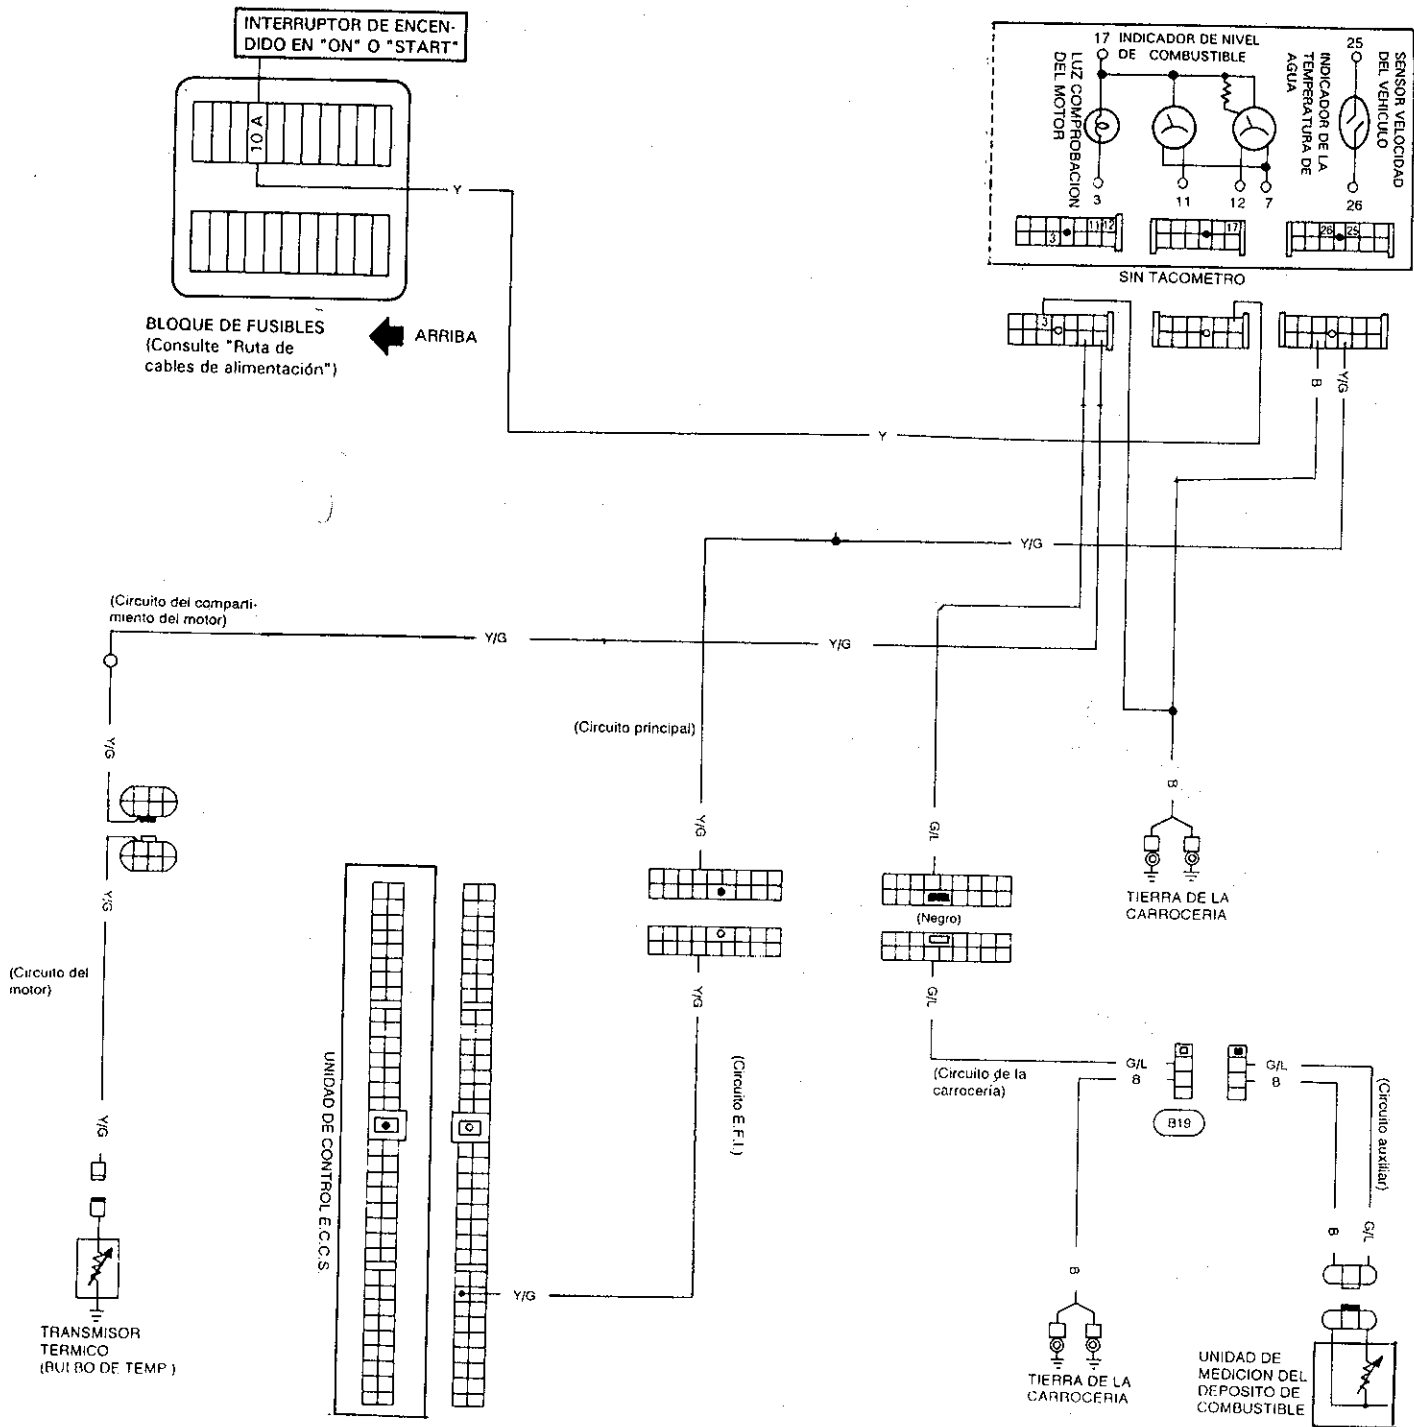 INTERRUPTOR DE ENCEN-
DIDO EN "ON" O "START"
10 A
Y
BLOQUE DE FUSIBLES
(Consulte "Ruta de
cables de alimentación")
ARRIBA
17 INDICADOR DE NIVEL
DE COMBUSTIBLE
LUZ COMPROBACION
DEL MOTOR
INDICADOR DE LA
TEMPERATURA DE
AGUA
25
SENSOR VELOCIDAD
DEL VEHICULO
3
11
12
7
26
3
11
12
17
26
25
SIN TACOMETRO
3
B
Y/G
Y
Y/G
(Circuito del comparti-
miento del motor)
Y/G
Y/G
Y/G
(Circuito principal)
Y/G
G/L
B
TIERRA DE LA
CARROCERIA
Y/G
(Negro)
(Circuito del
motor)
Y/G
G/L
UNIDAD DE CONTROL E.C.C.S.
(Circuito E.F.I.)
(Circuito de la
carrocería)
G/L
B
G/L
B
B19
(Circuito auxiliar)
Y/G
B
G/L
B
Y/G
TRANSMISOR
TERMICO
(BULBO DE TEMP)
TIERRA DE LA
CARROCERIA
UNIDAD DE
MEDICION DEL
DEPOSITO DE
COMBUSTIBLE